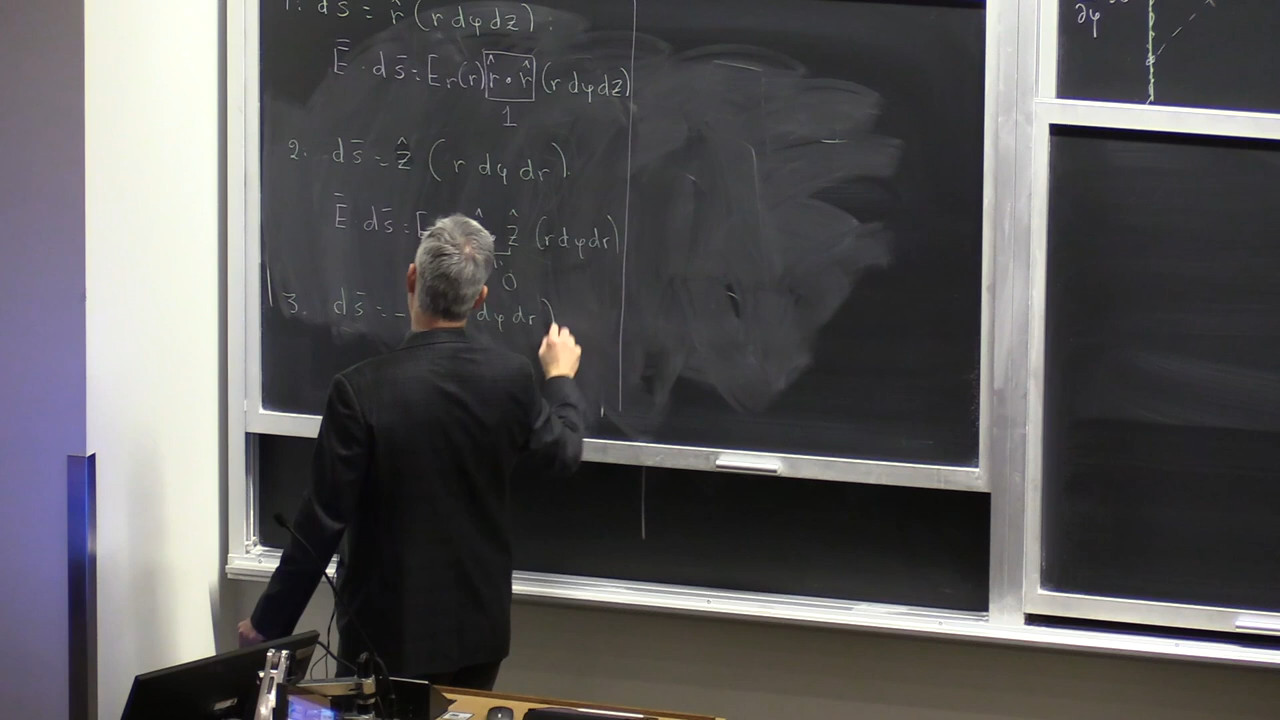 1. ds̄ = r̂ (r dφ dz) :
Ē · ds̄ = Er(r) r̂ · r̂ (r dφ dz)
1
2. ds̄ = ẑ (r dφ dr).
Ē ds̄ = E ẑ (r dφ dr)
0
3. ds̄ = - dφ dr)
∂φ